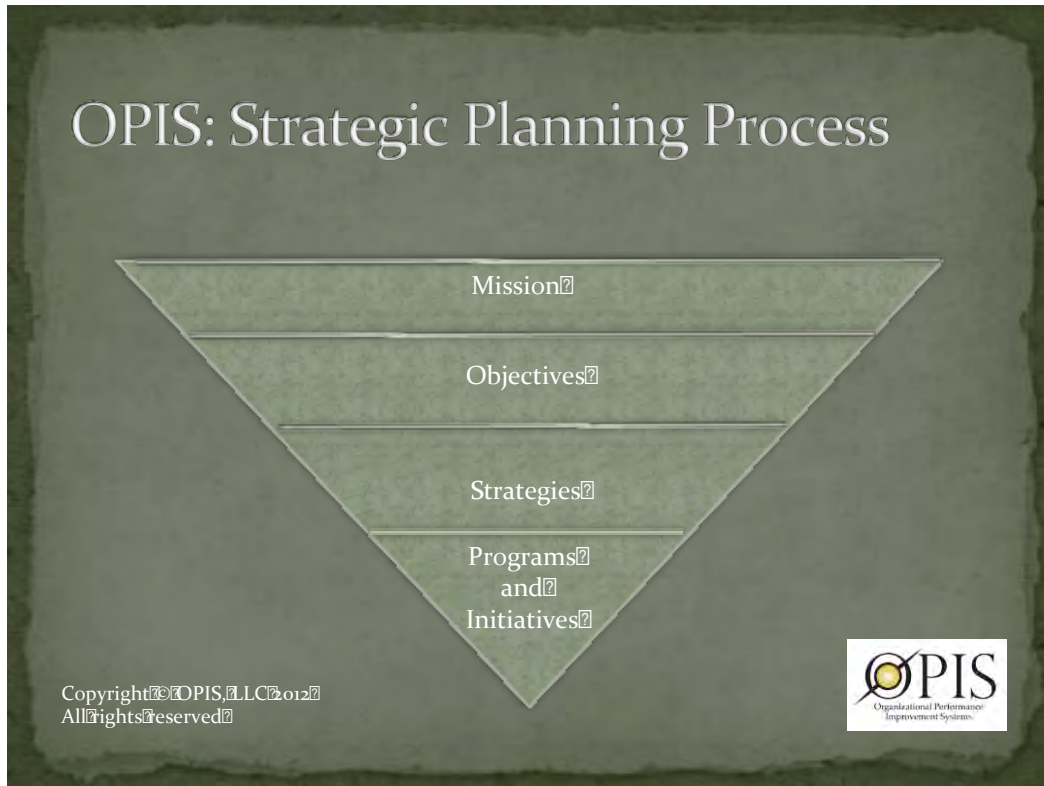 OPIS: Strategic Planning Process
Mission⍰
Objectives⍰
Strategies⍰
Programs⍰
and⍰
Initiatives⍰
Copyright⍰©⍰OPIS,⍰LLC⍰2012⍰
All⍰rights⍰reserved⍰
OPIS
Organizational Performance
Improvement Systems